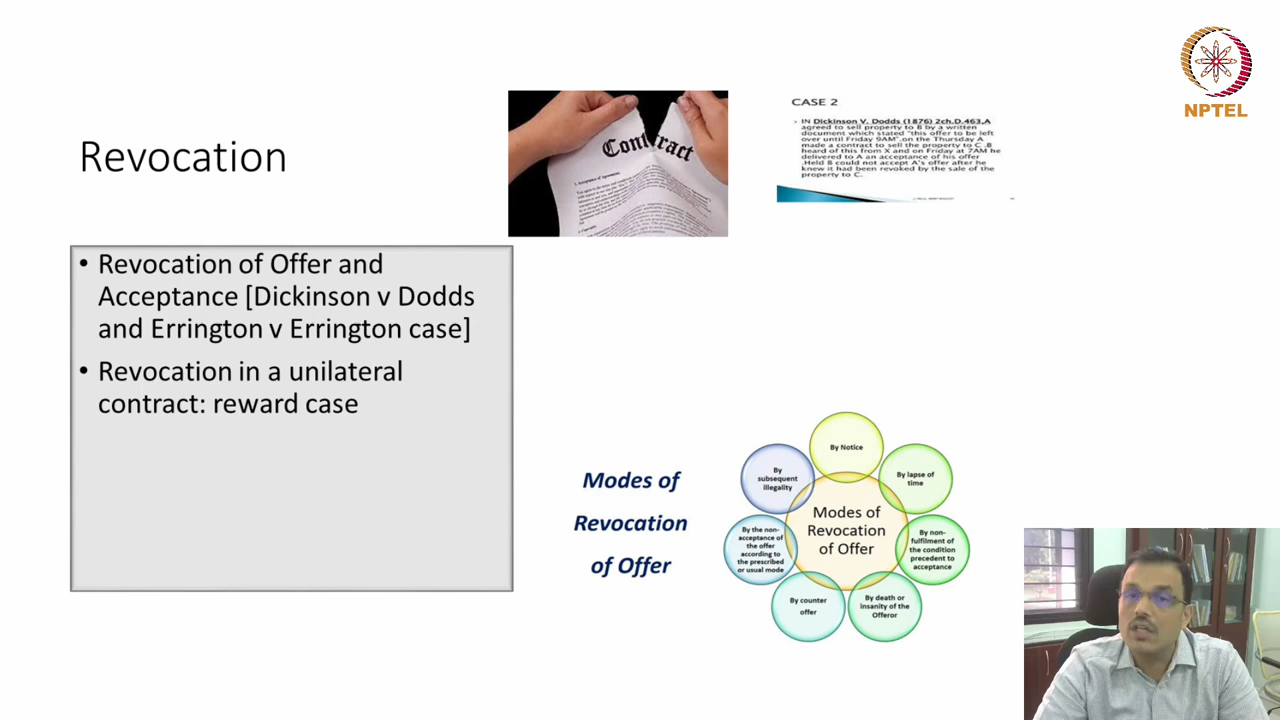 NPTEL
Revocation
• Revocation of Offer and
Acceptance [Dickinson v Dodds
and Errington v Errington case]
• Revocation in a unilateral
contract: reward case
Contract
CASE 2
IN Dickinson V. Dodds (1876) 2ch.D.463,A
agreed to sell property to B by a written
document which stated "this offer to be left
over until Friday 9AM".on the Thursday A
made a contract to sell the property to C .B
heard of this from X and on Friday at 7AM he
delivered to A an acceptance of his offer
.Held B could not accept A's offer after he
knew it had been revoked by the sale of the
property to C.
Modes of
Revocation
of Offer
Modes of
Revocation
of Offer
By Notice
By lapse of
time
By non-
fulfilment of
the condition
precedent to
acceptance
By death or
insanity of the
Offeror
By counter
offer
By the non-
acceptance of
the offer
according to
the prescribed
or usual mode
By
subsequent
illegality